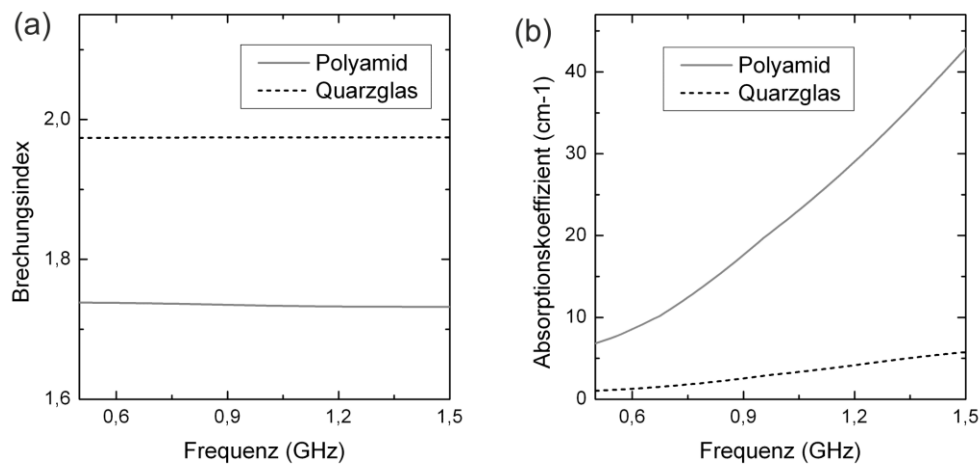 (a)
Polyamid
Quarzglas
2,0
1,8
1,6
Brechungsindex
0,6
0,9
1,2
1,5
Frequenz (GHz)
(b)
Polyamid
Quarzglas
40
30
20
10
0
Absorptionskoeffizient (cm-1)
0,6
0,9
1,2
1,5
Frequenz (GHz)